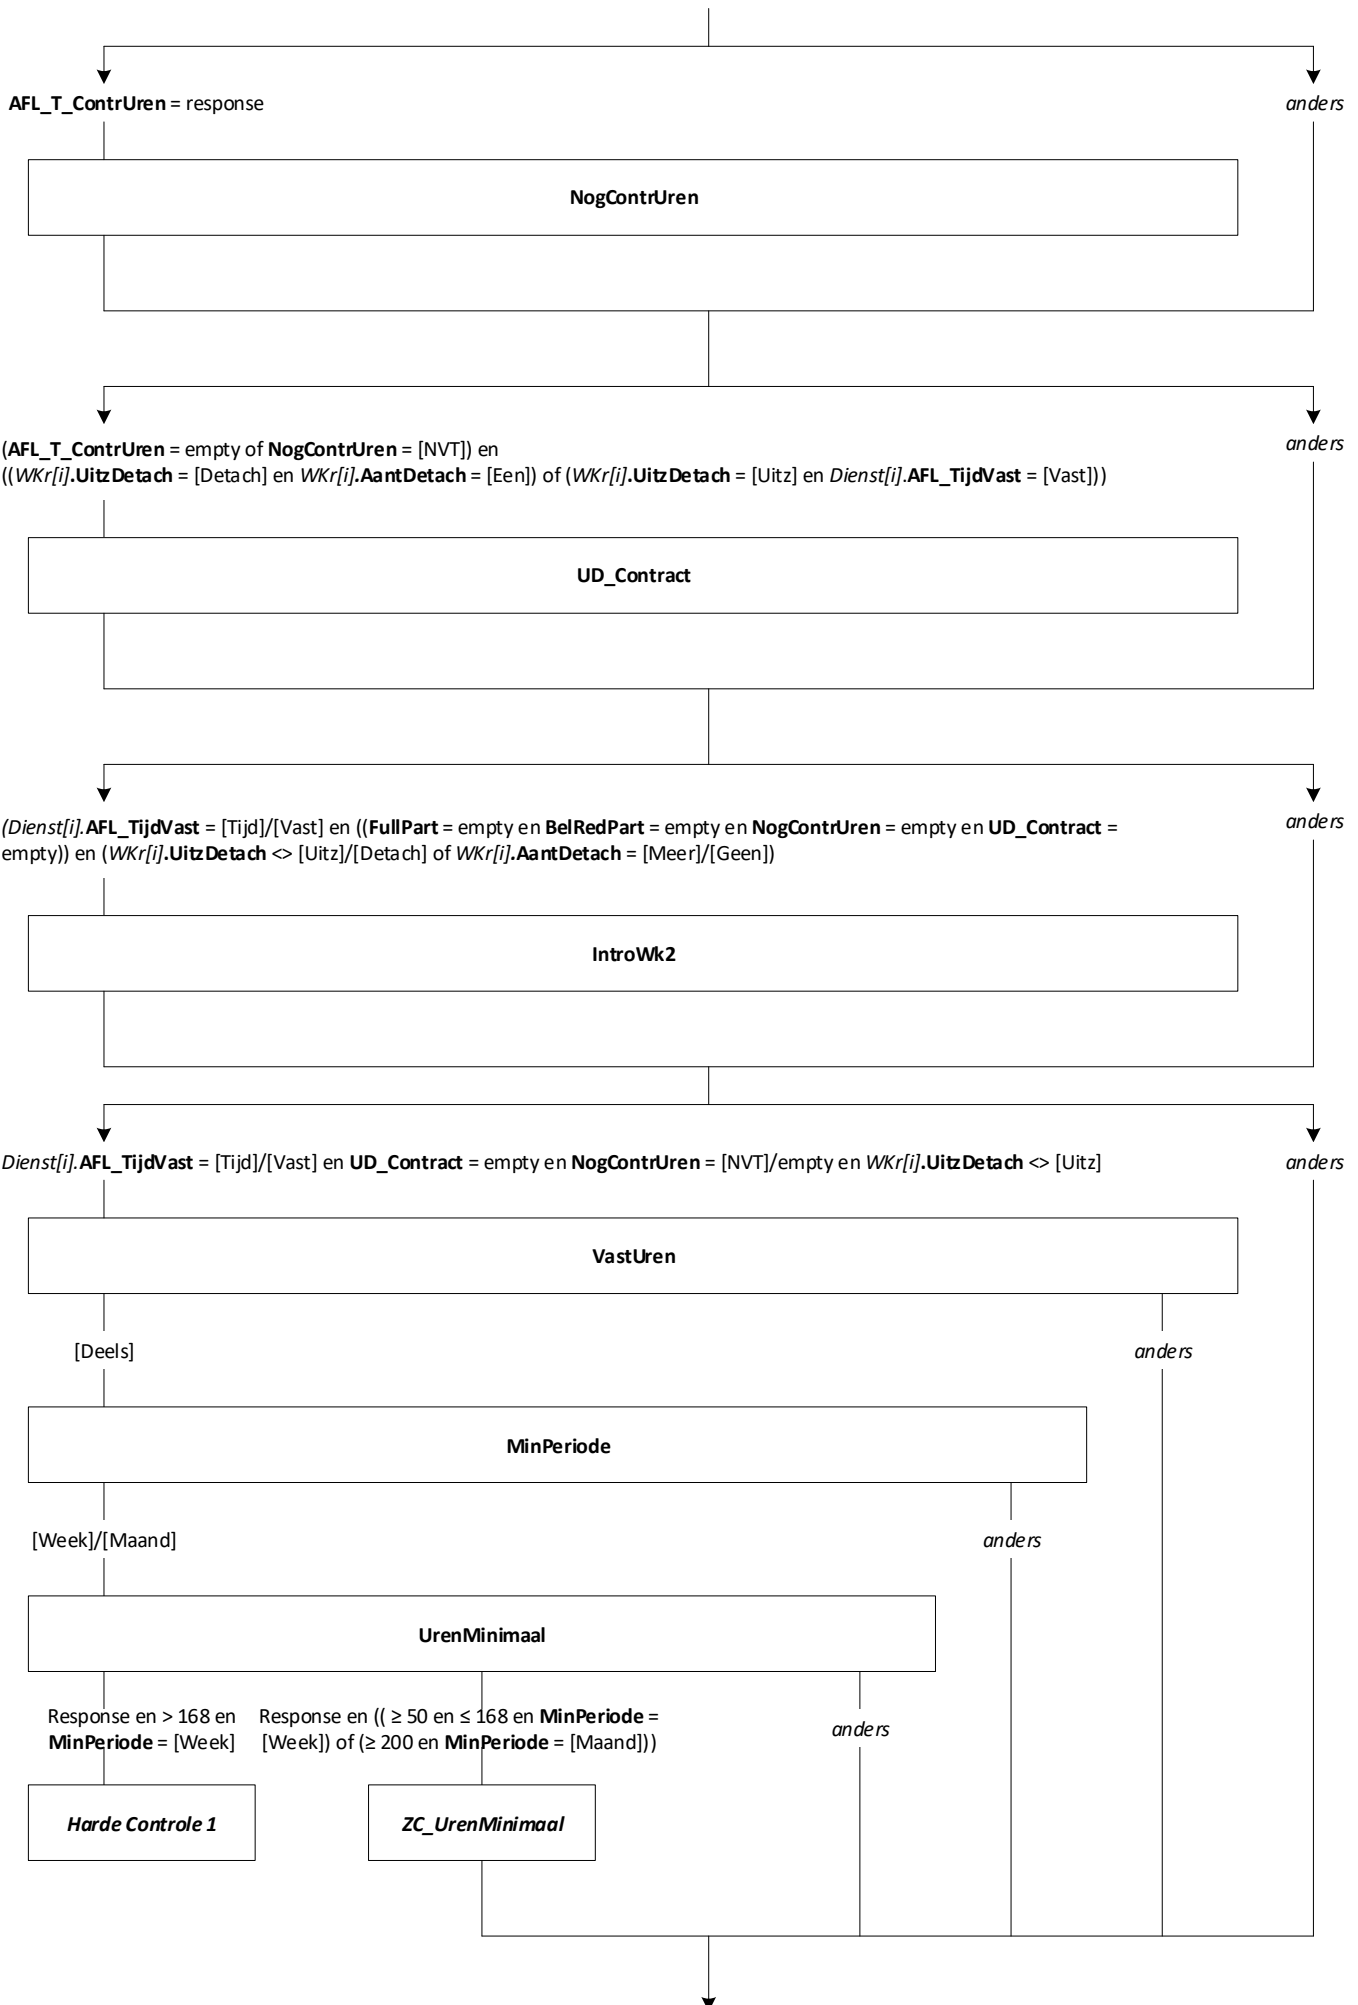 AFL_T_ContrUren = response
anders
NogContrUren
(AFL_T_ContrUren = empty of NogContrUren = [NVT]) en
((WKr[i].UitzDetach = [Detach] en WKr[i].AantDetach = [Een]) of (WKr[i].UitzDetach = [Uitz] en Dienst[i].AFL_TijdVast = [Vast]))
anders
UD_Contract
(Dienst[i].AFL_TijdVast = [Tijd]/[Vast] en ((FullPart = empty en BelRedPart = empty en NogContrUren = empty en UD_Contract =
empty)) en (WKr[i].UitzDetach <> [Uitz]/[Detach] of WKr[i].AantDetach = [Meer]/[Geen])
anders
IntroWk2
Dienst[i].AFL_TijdVast = [Tijd]/[Vast] en UD_Contract = empty en NogContrUren = [NVT]/empty en WKr[i].UitzDetach <> [Uitz]
anders
VastUren
[Deels]
anders
MinPeriode
[Week]/[Maand]
anders
UrenMinimaal
Response en > 168 en
MinPeriode = [Week]
Response en (( ≥ 50 en ≤ 168 en MinPeriode =
[Week]) of (≥ 200 en MinPeriode = [Maand]))
anders
Harde Controle 1
ZC_UrenMinimaal